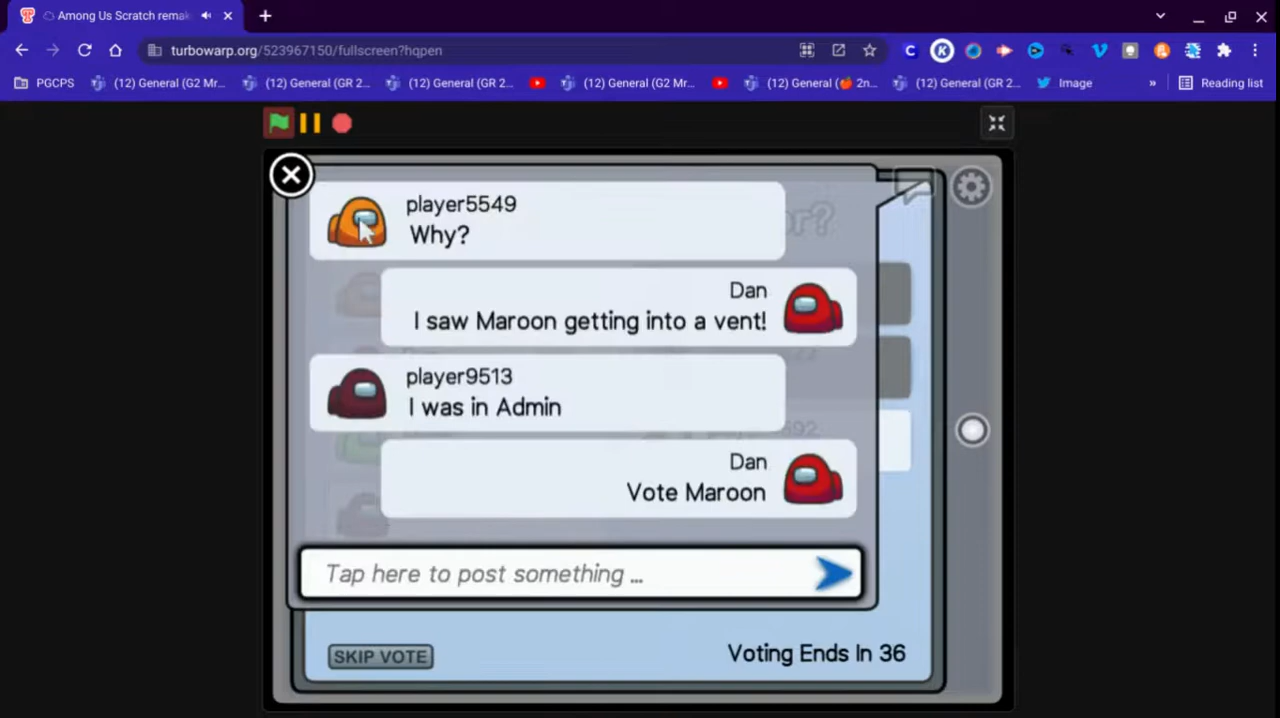 Among Us Scratch remak
turbowarp.org/523967150/fullscreen?hqpen
PGCPS
(12) General (G2 Mr...
(12) General (GR 2...
(12) General (GR 2...
(12) General (G2 Mr...
(12) General (🍎 2n...
(12) General (GR 2...
Image
»
Reading list
or?
player5549
Why?
Dan
I saw Maroon getting into a vent!
player9513
I was in Admin
Dan
Vote Maroon
Tap here to post something ...
SKIP VOTE
Voting Ends In 36